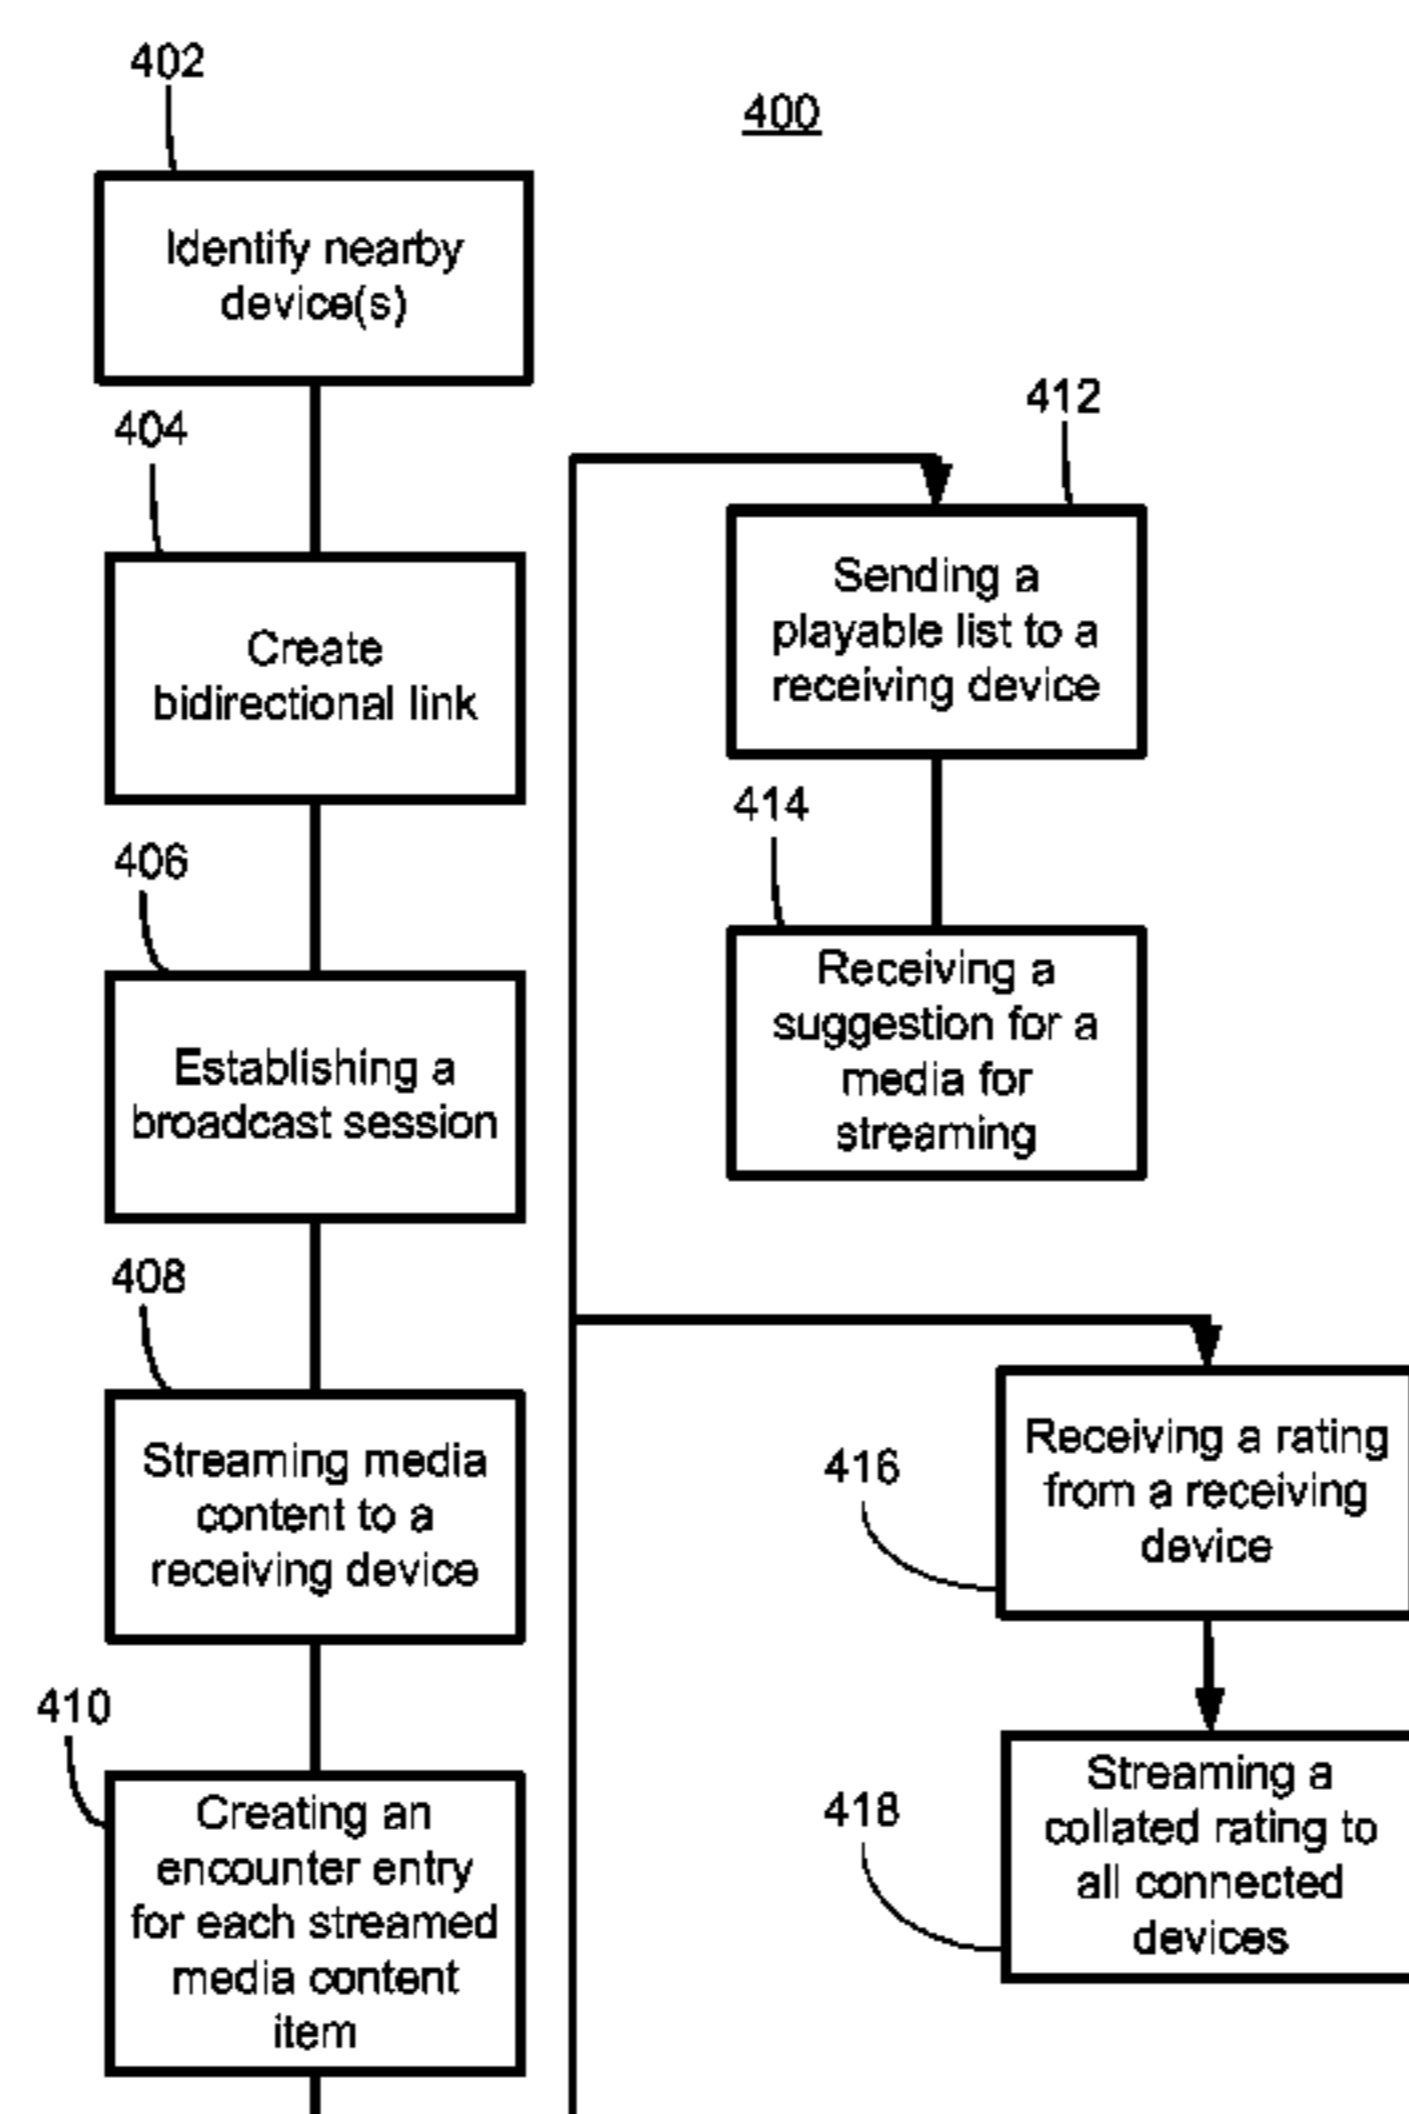 402
400
Identify nearby
device(s)
404
Create
bidirectional link
406
Establishing a
broadcast session
408
Streaming media
content to a
receiving device
410
Creating an
encounter entry
for each streamed
media content
item
412
Sending a
playable list to a
receiving device
414
Receiving a
suggestion for a
media for
streaming
416
Receiving a rating
from a receiving
device
418
Streaming a
collated rating to
all connected
devices